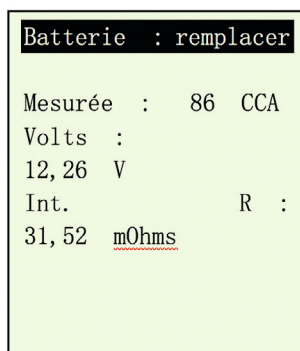 Batterie : remplacer
Mesurée : 86 CCA
Volts :
12,26 V
Int. R :
31,52 mOhms